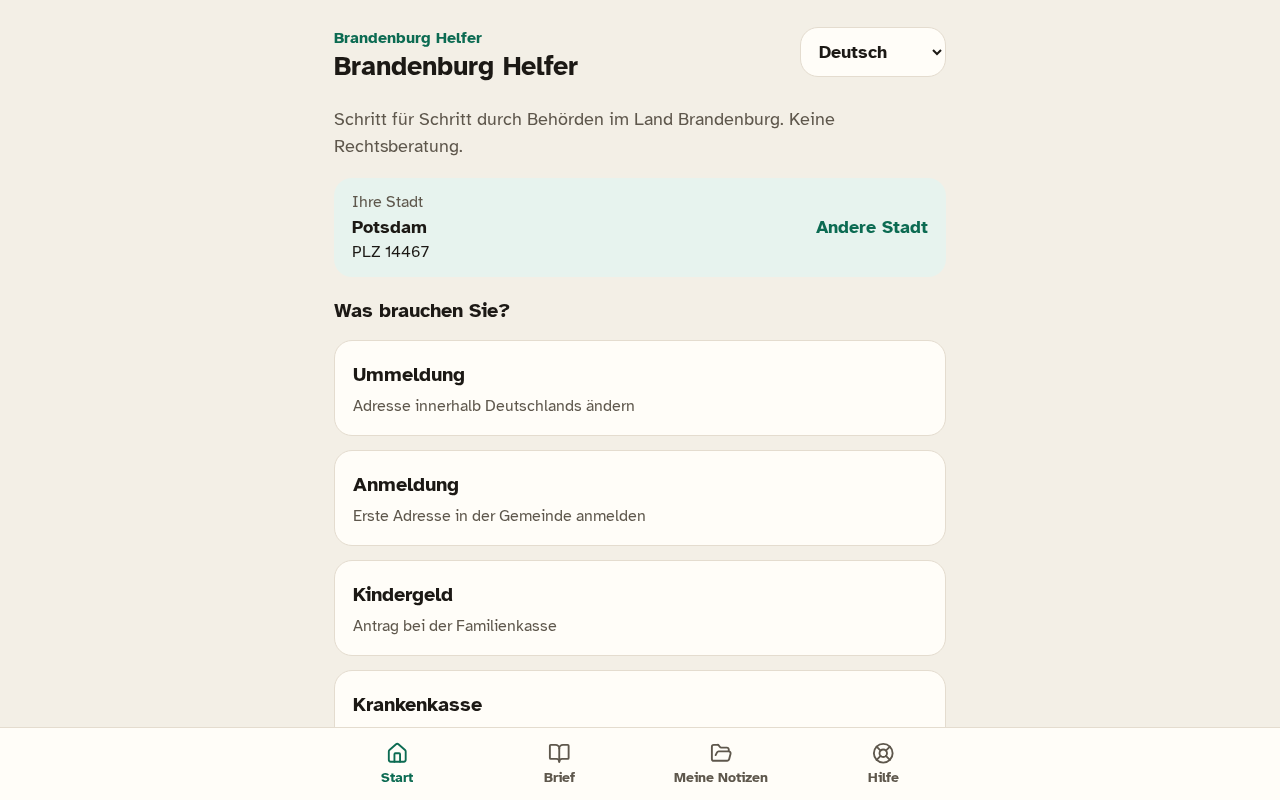 Brandenburg Helfer
Brandenburg Helfer
Deutsch
Schritt für Schritt durch Behörden im Land Brandenburg. Keine
Rechtsberatung.
Ihre Stadt
Potsdam
Andere Stadt
PLZ 14467
Was brauchen Sie?
Ummeldung
Adresse innerhalb Deutschlands ändern
Anmeldung
Erste Adresse in der Gemeinde anmelden
Kindergeld
Antrag bei der Familienkasse
Krankenkasse
Start
Brief
Meine Notizen
Hilfe